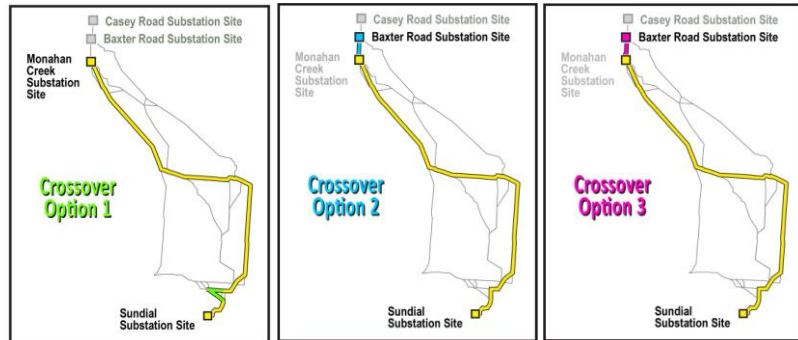 Casey Road Substation Site
Baxter Road Substation Site
Monahan
Creek
Substation
Site
Crossover
Option 1
Sundial
Substation Site
Casey Road Substation Site
Baxter Road Substation Site
Monahan
Creek
Substation
Site
Crossover
Option 2
Sundial
Substation Site
Casey Road Substation Site
Baxter Road Substation Site
Monahan
Creek
Substation
Site
Crossover
Option 3
Sundial
Substation Site